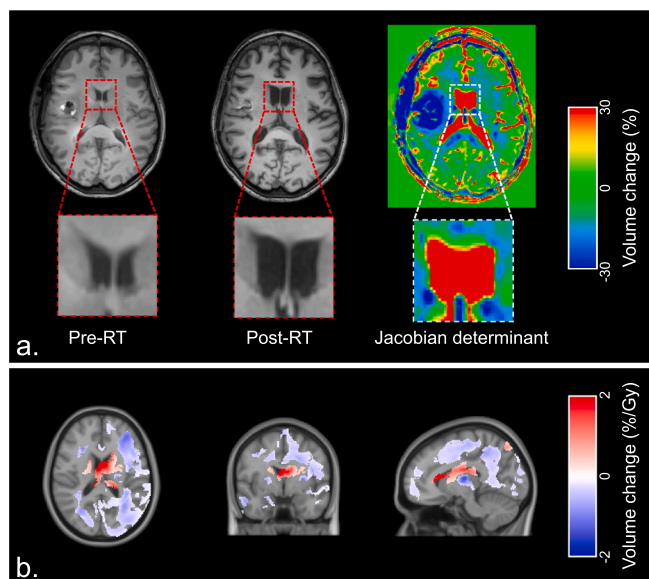 30
0
-30
Volume change (%)
Pre-RT
Post-RT
Jacobian determinant
a.
2
0
-2
Volume change (%/Gy)
b.